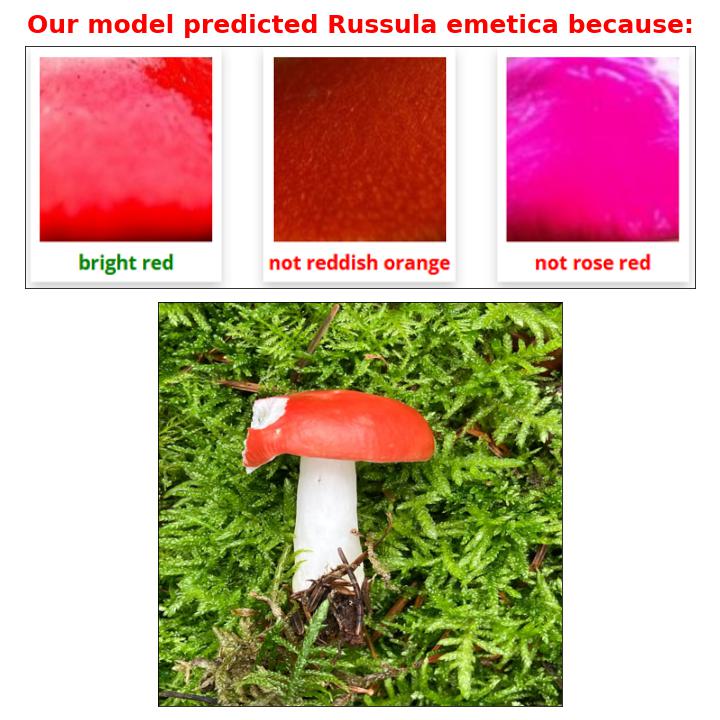 Our model predicted Russula emetica because:
bright red
not reddish orange
not rose red